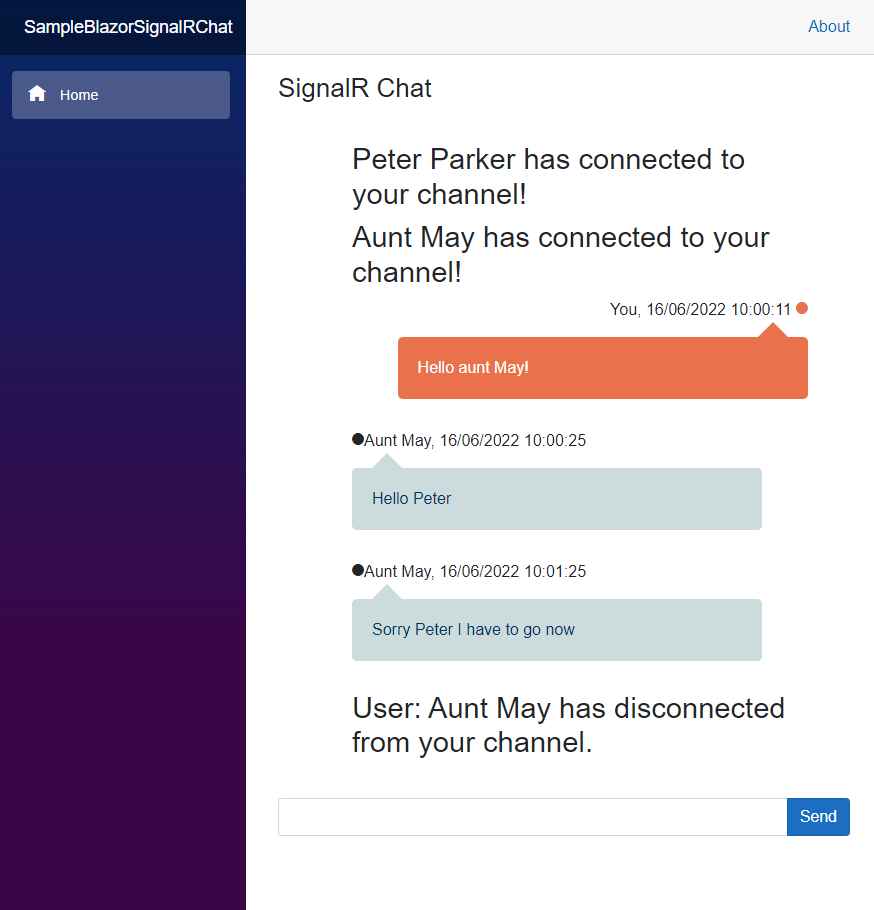 SampleBlazorSignalRChat
About
Home
SignalR Chat
Peter Parker has connected to
your channel!
Aunt May has connected to your
channel!
You, 16/06/2022 10:00:11
Hello aunt May!
Aunt May, 16/06/2022 10:00:25
Hello Peter
Aunt May, 16/06/2022 10:01:25
Sorry Peter I have to go now
User: Aunt May has disconnected
from your channel.
Send